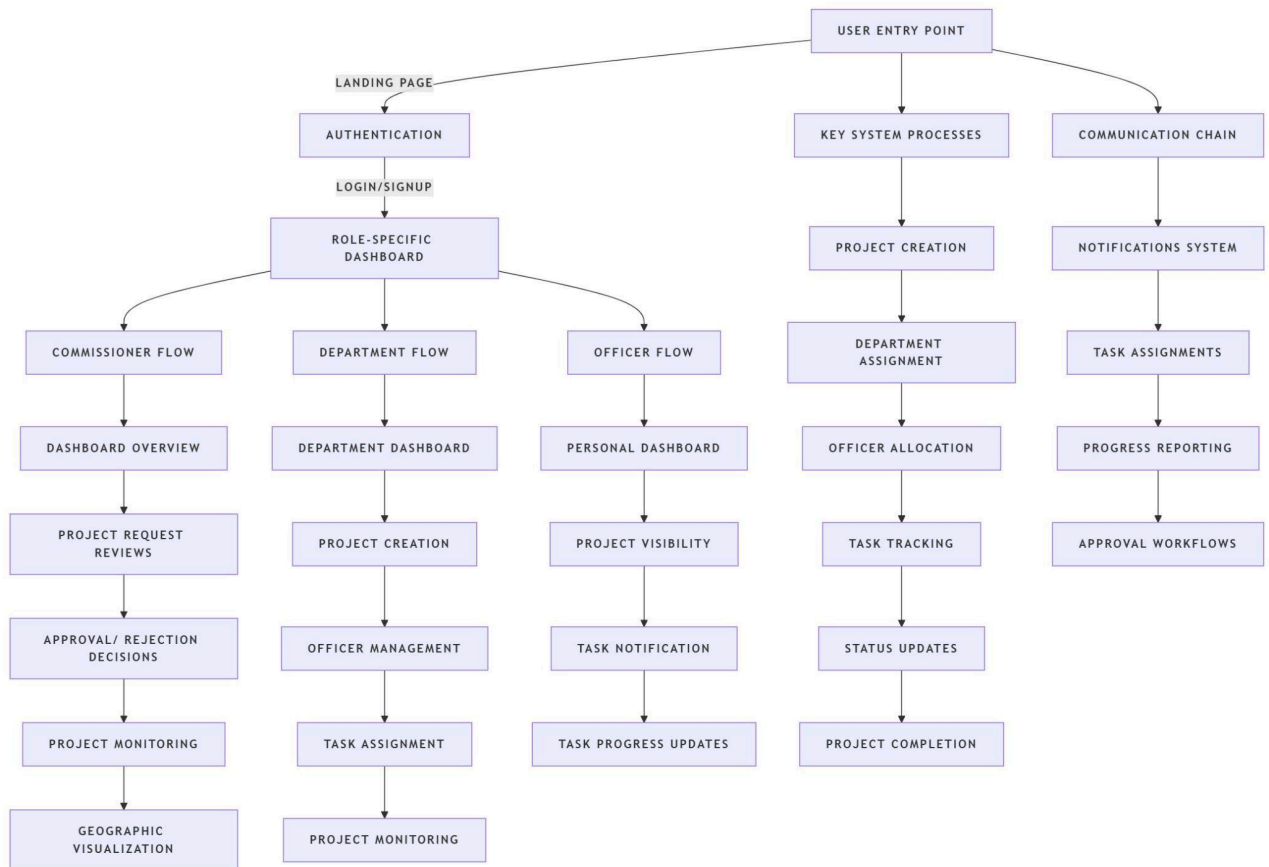 USER ENTRY POINT
LANDING PAGE
AUTHENTICATION
KEY SYSTEM PROCESSES
COMMUNICATION CHAIN
LOGIN/SIGNUP
ROLE-SPECIFIC
DASHBOARD
PROJECT CREATION
NOTIFICATIONS SYSTEM
COMMISSIONER FLOW
DEPARTMENT FLOW
OFFICER FLOW
DEPARTMENT
ASSIGNMENT
TASK ASSIGNMENTS
DASHBOARD OVERVIEW
DEPARTMENT DASHBOARD
PERSONAL DASHBOARD
OFFICER ALLOCATION
PROGRESS REPORTING
PROJECT REQUEST
REVIEWS
PROJECT CREATION
PROJECT VISIBILITY
TASK TRACKING
APPROVAL WORKFLOWS
APPROVAL/ REJECTION
DECISIONS
OFFICER MANAGEMENT
TASK NOTIFICATION
STATUS UPDATES
PROJECT MONITORING
TASK ASSIGNMENT
TASK PROGRESS UPDATES
PROJECT COMPLETION
GEOGRAPHIC
VISUALIZATION
PROJECT MONITORING